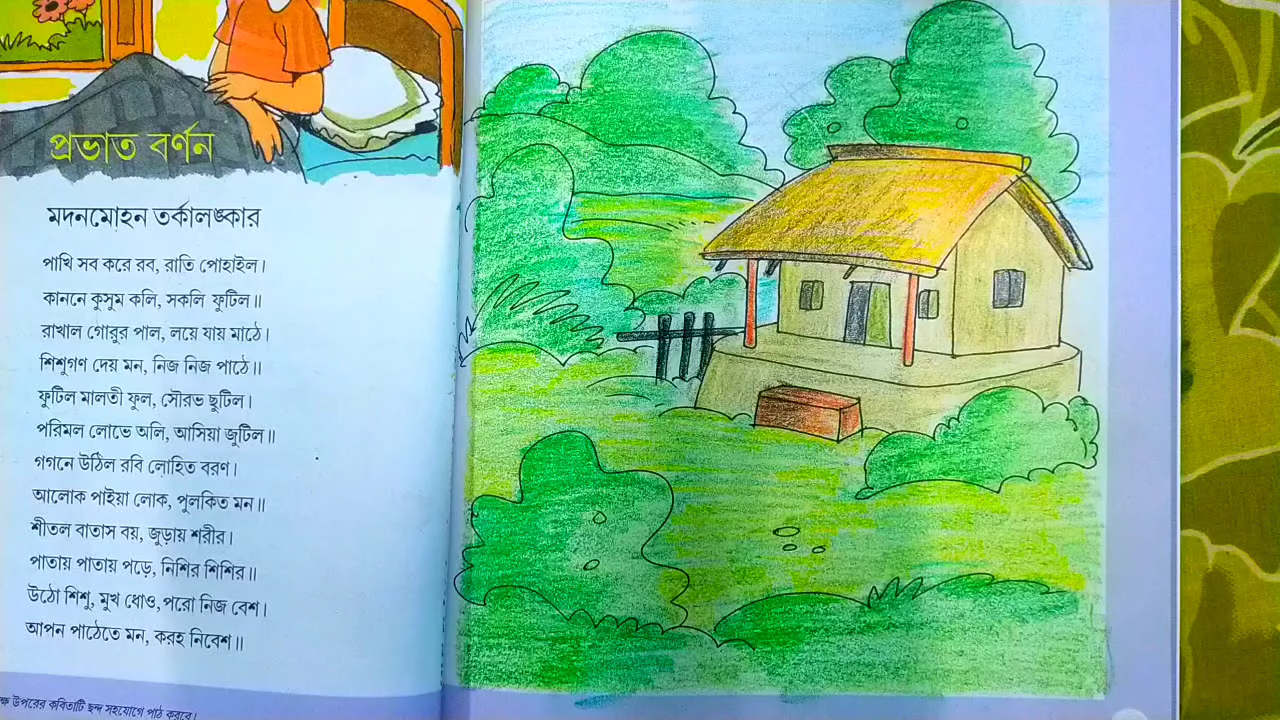 প্রভাত বর্ণন
মদনমোহন তর্কালঙ্কার
পাখি সব করে রব, রাতি পোহাইল।
কাননে কুসুম কলি, সকলি ফুটিল॥
রাখাল গোরুর পাল, লয়ে যায় মাঠে।
শিশুগণ দেয় মন, নিজ নিজ পাঠে॥
ফুটিল মালতী ফুল, সৌরভ ছুটিল।
পরিমল লোভে অলি, আসিয়া জুটিল॥
গগনে উঠিল রবি লোহিত বরণ।
আলোক পাইয়া লোক, পুলকিত মন॥
শীতল বাতাস বয়, জুড়ায় শরীর।
পাতায় পাতায় পড়ে, নিশির শিশির॥
উঠো শিশু, মুখ ধোও, পরো নিজ বেশ।
আপন পাঠেতে মন, করহ নিবেশ॥
উপরের কবিতাটি ছন্দ সহযোগে পাঠ করবে।